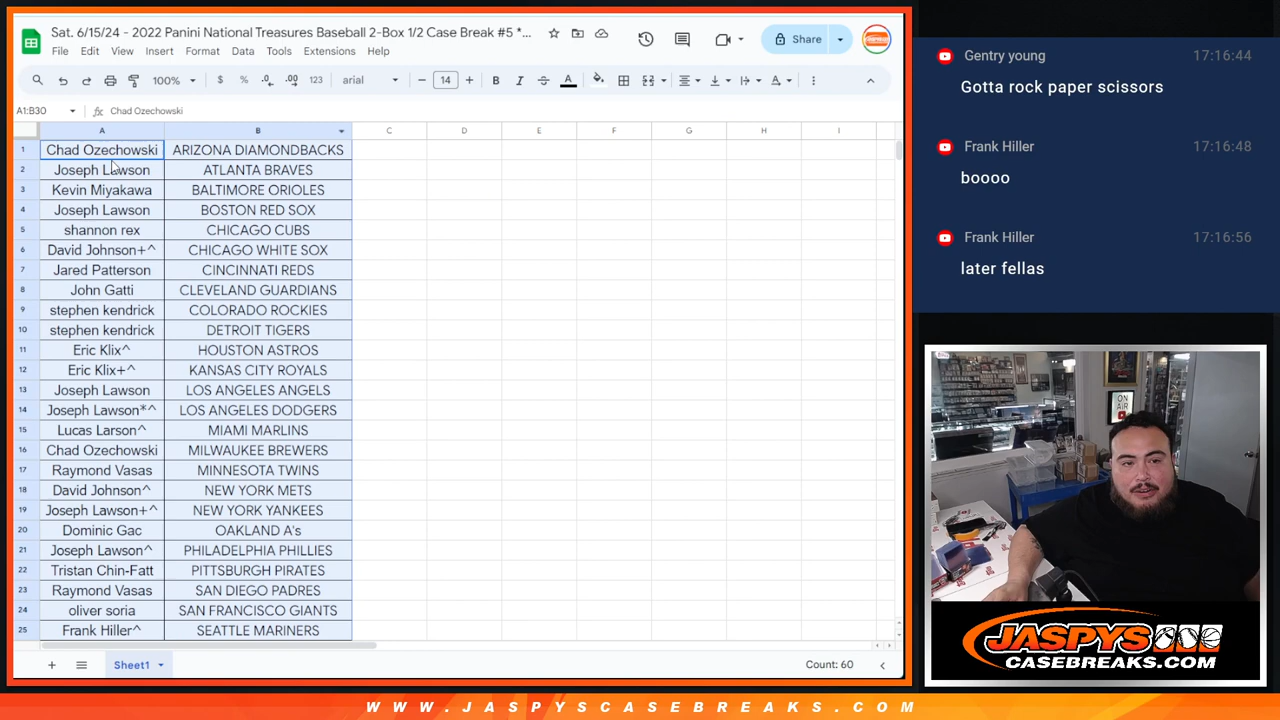 Sat. 6/15/24 - 2022 Panini National Treasures Baseball 2-Box 1/2 Case Break #5 *...
File Edit View Insert Format Data Tools Extensions Help
Share
100% $ % .0 .00 123 arial 14 B I A
A1:B30 fx Chad Ozechowski
A B C D E F G H I
1 Chad Ozechowski ARIZONA DIAMONDBACKS
2 Joseph Lawson ATLANTA BRAVES
3 Kevin Miyakawa BALTIMORE ORIOLES
4 Joseph Lawson BOSTON RED SOX
5 shannon rex CHICAGO CUBS
6 David Johnson+^ CHICAGO WHITE SOX
7 Jared Patterson CINCINNATI REDS
8 John Gatti CLEVELAND GUARDIANS
9 stephen kendrick COLORADO ROCKIES
10 stephen kendrick DETROIT TIGERS
11 Eric Klix^ HOUSTON ASTROS
12 Eric Klix+^ KANSAS CITY ROYALS
13 Joseph Lawson LOS ANGELES ANGELS
14 Joseph Lawson*^ LOS ANGELES DODGERS
15 Lucas Larson^ MIAMI MARLINS
16 Chad Ozechowski MILWAUKEE BREWERS
17 Raymond Vasas MINNESOTA TWINS
18 David Johnson^ NEW YORK METS
19 Joseph Lawson+^ NEW YORK YANKEES
20 Dominic Gac OAKLAND A's
21 Joseph Lawson^ PHILADELPHIA PHILLIES
22 Tristan Chin-Fatt PITTSBURGH PIRATES
23 Raymond Vasas SAN DIEGO PADRES
24 oliver soria SAN FRANCISCO GIANTS
25 Frank Hiller^ SEATTLE MARINERS
Sheet1
Count: 60
Gentry young 17:16:44
Gotta rock paper scissors
Frank Hiller 17:16:48
boooo
Frank Hiller 17:16:56
later fellas
ON AIR
JASPYS
CASEBREAKS.COM
WWW.JASPYSCASEBREAKS.COM